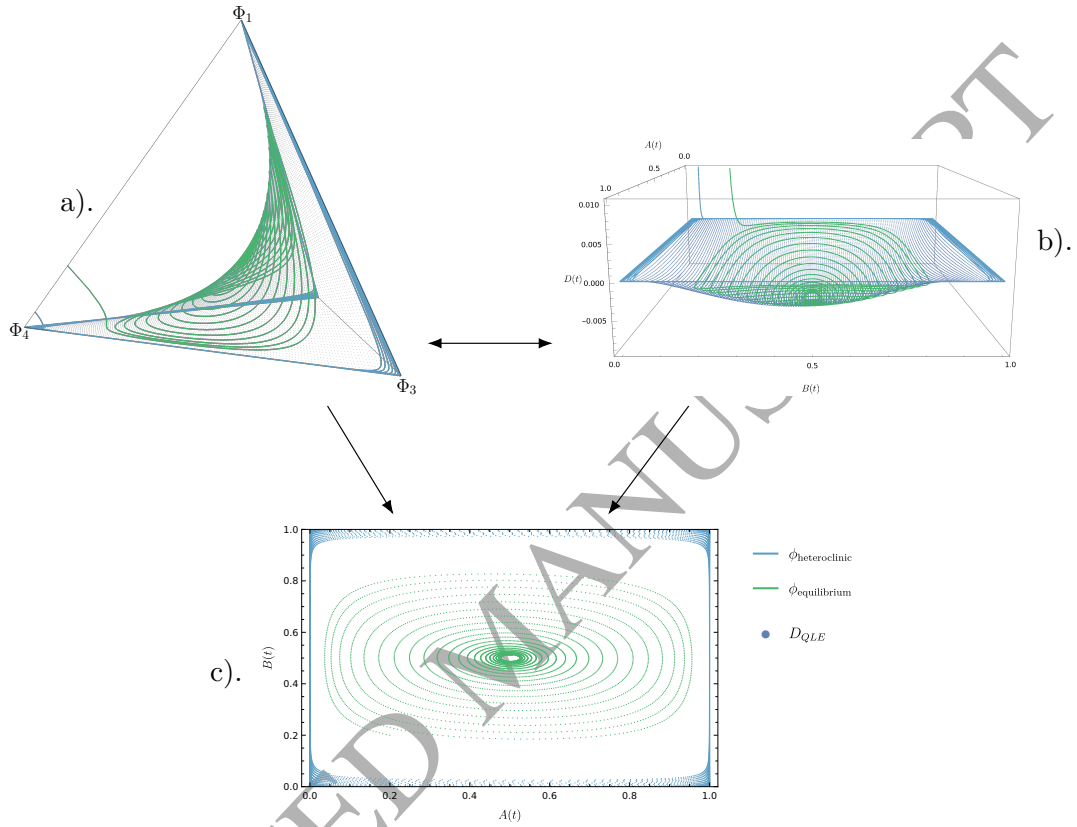 Φ1
a).
Φ4
Φ3
A(t)
0.0
0.5
1.0
0.010
0.005
D(t)
0.000
−0.005
0.0
0.5
1.0
B(t)
b).
1.0
0.8
0.6
B(t)
0.4
0.2
0.0
0.0
0.2
0.4
0.6
0.8
1.0
A(t)
c).
ϕheteroclinic
ϕequilibrium
DQLE